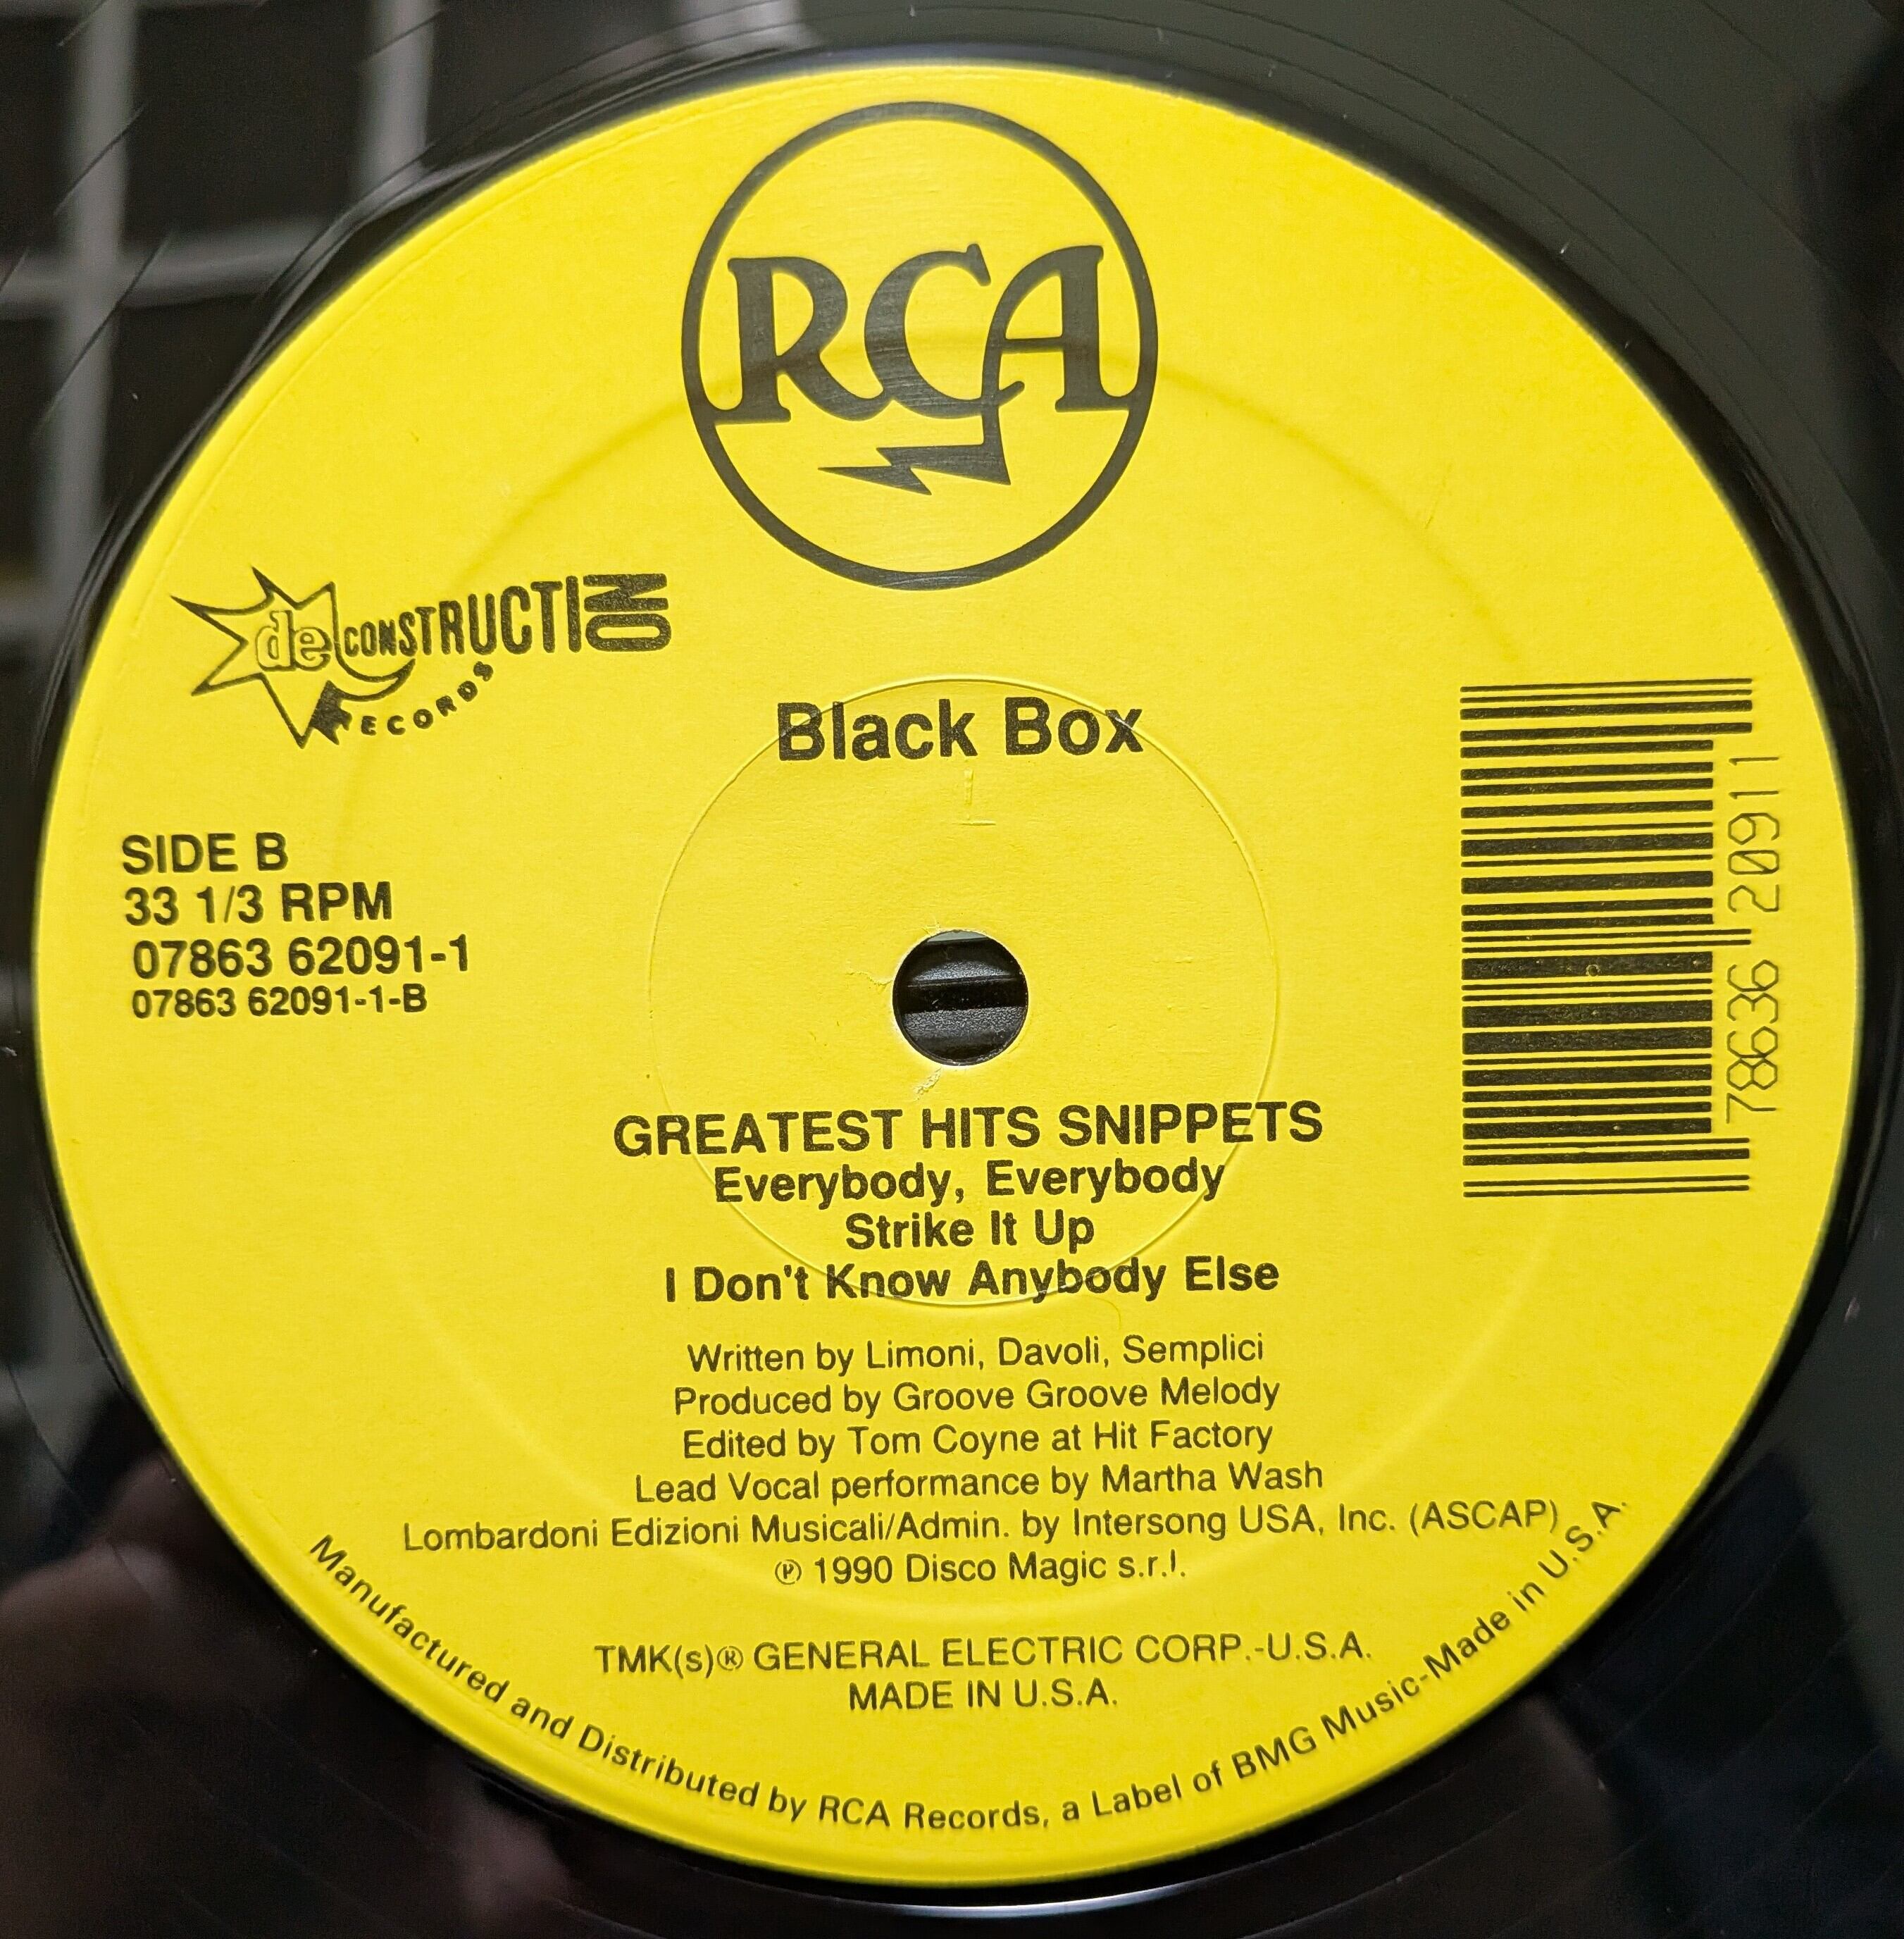 RCA
deCONSTRUCTION
RECORDS
Black Box
SIDE B
33 1/3 RPM
07863 62091-1
07863 62091-1-B
78636 20911
GREATEST HITS SNIPPETS
Everybody, Everybody
Strike It Up
I Don't Know Anybody Else
Written by Limoni, Davoli, Semplici
Produced by Groove Groove Melody
Edited by Tom Coyne at Hit Factory
Lead Vocal performance by Martha Wash
Lombardoni Edizioni Musicali/Admin. by Intersong USA, Inc. (ASCAP)
℗ 1990 Disco Magic s.r.l.
TMK(s)® GENERAL ELECTRIC CORP.-U.S.A.
MADE IN U.S.A.
Manufactured and Distributed by RCA Records, a Label of BMG Music-Made in U.S.A.